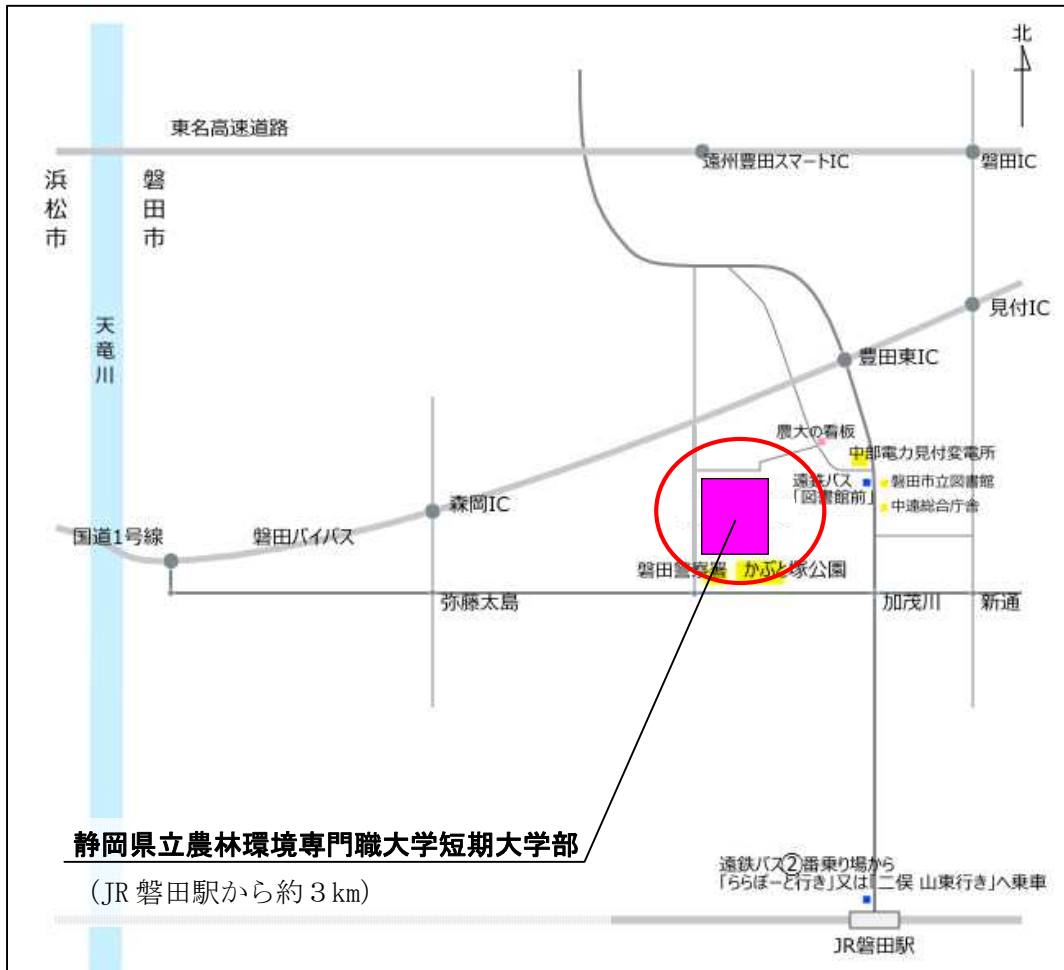 北
東名高速道路
遠州豊田スマートIC
磐田IC
浜松市
磐田市
天竜川
見付IC
豊田東IC
農大の看板
中部電力見付変電所
遠鉄バス
「図書館前」
磐田市立図書館
中遠総合庁舎
森岡IC
国道1号線
磐田バイパス
磐田警察署
かぶと塚公園
弥藤太島
加茂川
新通
静岡県立農林環境専門職大学短期大学部
(JR 磐田駅から約3km)
遠鉄バス②番乗り場から
「ららぽーと行き」又は「二俣 山東行き」へ乗車
JR磐田駅